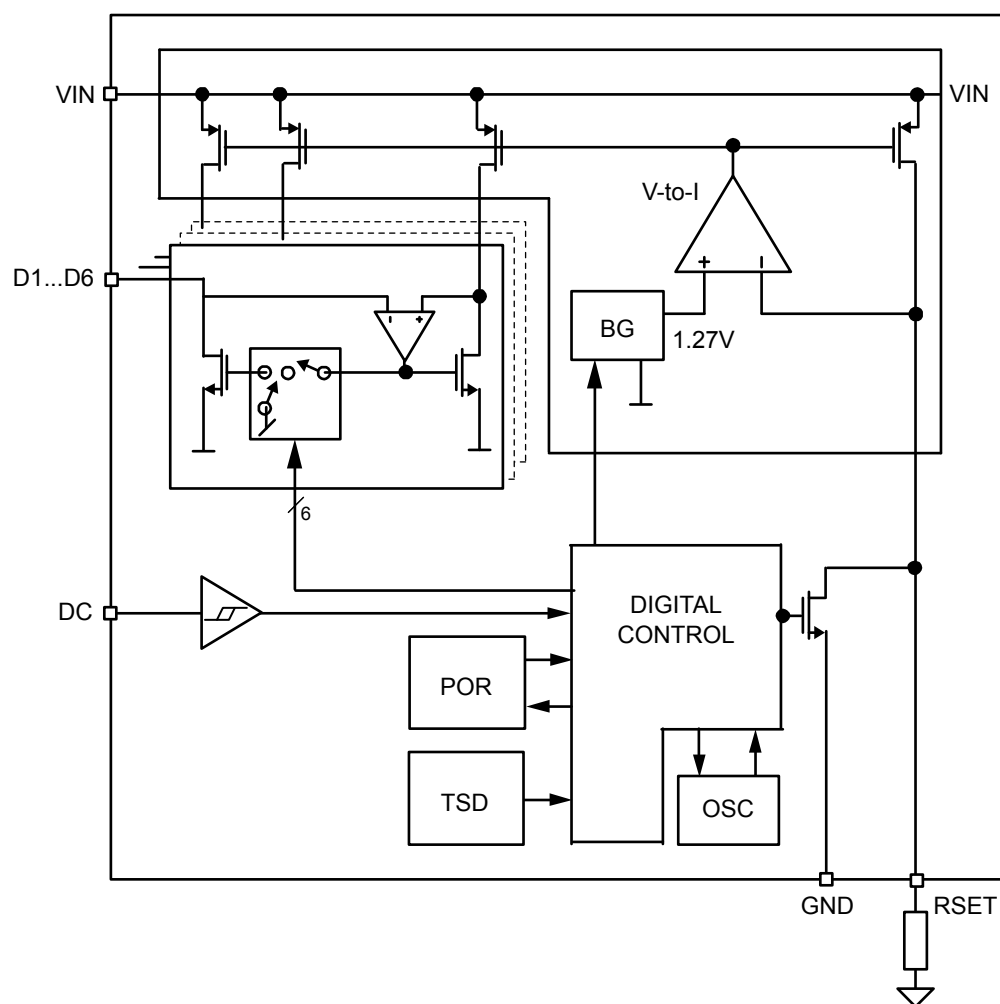 VIN
VIN
V-to-I
+
–
D1...D6
–
+
BG
1.27V
6
DC
DIGITAL
CONTROL
POR
TSD
OSC
GND
RSET